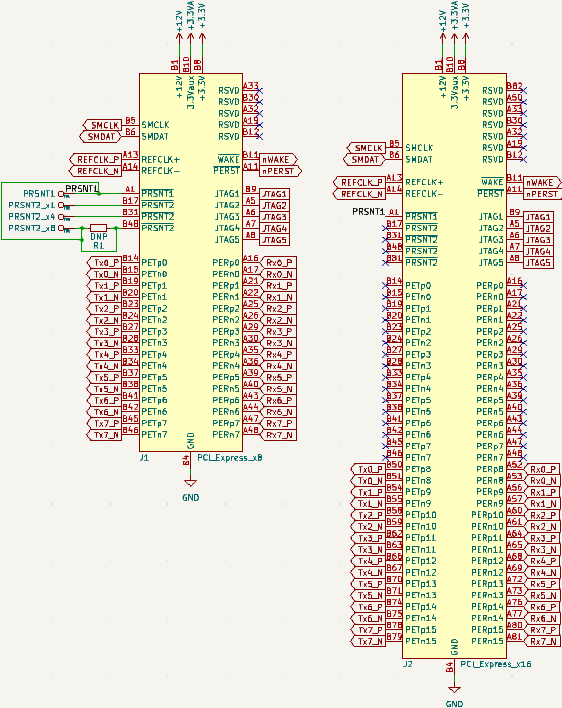 +12V
+3.3VA
+3.3V
B1
B10
B8
+12V
3.3Vaux
+3.3V
RSVD A33
RSVD B30
RSVD A32
RSVD A19
RSVD B12
SMCLK B5 SMCLK
SMDAT B6 SMDAT
REFCLK_P A13 REFCLK+
REFCLK_N A14 REFCLK-
WAKE B11 nWAKE
PERST A11 nPERST
PRSNT1
PRSNT1 A1 PRSNT1
PRSNT2_x1 B17 PRSNT2
PRSNT2_x4 B31 PRSNT2
PRSNT2_x8 B48 PRSNT2
DNP
R1
JTAG1 B9 JTAG1
JTAG2 A5 JTAG2
JTAG3 A6 JTAG3
JTAG4 A7 JTAG4
JTAG5 A8 JTAG5
Tx0_P B14 PETp0 PERp0 A16 Rx0_P
Tx0_N B15 PETn0 PERn0 A17 Rx0_N
Tx1_P B19 PETp1 PERp1 A21 Rx1_P
Tx1_N B20 PETn1 PERn1 A22 Rx1_N
Tx2_P B23 PETp2 PERp2 A25 Rx2_P
Tx2_N B24 PETn2 PERn2 A26 Rx2_N
Tx3_P B27 PETp3 PERp3 A29 Rx3_P
Tx3_N B28 PETn3 PERn3 A30 Rx3_N
Tx4_P B33 PETp4 PERp4 A35 Rx4_P
Tx4_N B34 PETn4 PERn4 A36 Rx4_N
Tx5_P B37 PETp5 PERp5 A39 Rx5_P
Tx5_N B38 PETn5 PERn5 A40 Rx5_N
Tx6_P B41 PETp6 PERp6 A43 Rx6_P
Tx6_N B42 PETn6 PERn6 A44 Rx6_N
Tx7_P B45 PETp7 PERp7 A47 Rx7_P
Tx7_N B46 PETn7 PERn7 A48 Rx7_N
GND
J1
B4
PCI_Express_x8
GND
+12V
+3.3VA
+3.3V
B1
B10
B8
+12V
3.3Vaux
+3.3V
RSVD B82
RSVD A50
RSVD A33
RSVD B30
RSVD A32
RSVD A19
RSVD B12
SMCLK B5 SMCLK
SMDAT B6 SMDAT
REFCLK_P A13 REFCLK+
REFCLK_N A14 REFCLK-
WAKE B11 nWAKE
PERST A11 nPERST
PRSNT1 A1 PRSNT1
B17 PRSNT2
B31 PRSNT2
B48 PRSNT2
B81 PRSNT2
JTAG1 B9 JTAG1
JTAG2 A5 JTAG2
JTAG3 A6 JTAG3
JTAG4 A7 JTAG4
JTAG5 A8 JTAG5
B14 PETp0 PERp0 A16
B15 PETn0 PERn0 A17
B19 PETp1 PERp1 A21
B20 PETn1 PERn1 A22
B23 PETp2 PERp2 A25
B24 PETn2 PERn2 A26
B27 PETp3 PERp3 A29
B28 PETn3 PERn3 A30
B33 PETp4 PERp4 A35
B34 PETn4 PERn4 A36
B37 PETp5 PERp5 A39
B38 PETn5 PERn5 A40
B41 PETp6 PERp6 A43
B42 PETn6 PERn6 A44
B45 PETp7 PERp7 A47
B46 PETn7 PERn7 A48
Tx0_P B50 PETp8 PERp8 A52 Rx0_P
Tx0_N B51 PETn8 PERn8 A53 Rx0_N
Tx1_P B54 PETp9 PERp9 A56 Rx1_P
Tx1_N B55 PETn9 PERn9 A57 Rx1_N
Tx2_P B58 PETp10 PERp10 A60 Rx2_P
Tx2_N B59 PETn10 PERn10 A61 Rx2_N
Tx3_P B62 PETp11 PERp11 A64 Rx3_P
Tx3_N B63 PETn11 PERn11 A65 Rx3_N
Tx4_P B66 PETp12 PERp12 A68 Rx4_P
Tx4_N B67 PETn12 PERn12 A69 Rx4_N
Tx5_P B70 PETp13 PERp13 A72 Rx5_P
Tx5_N B71 PETn13 PERn13 A73 Rx5_N
Tx6_P B74 PETp14 PERp14 A76 Rx6_P
Tx6_N B75 PETn14 PERn14 A77 Rx6_N
Tx7_P B78 PETp15 PERp15 A80 Rx7_P
Tx7_N B79 PETn15 PERn15 A81 Rx7_N
GND
J2
B4
PCI_Express_x16
GND